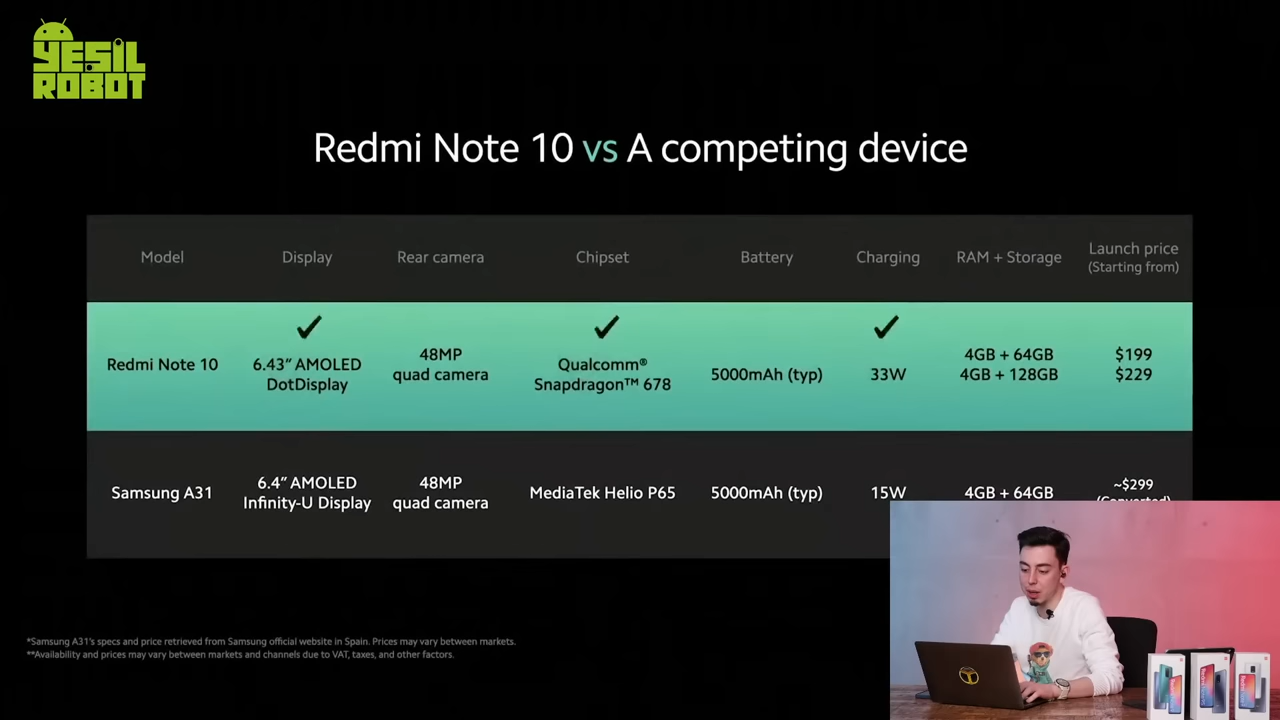 YEŞİL
ROBOT
Redmi Note 10 vs A competing device
Model
Display
Rear camera
Chipset
Battery
Charging
RAM + Storage
Launch price
(Starting from)
Redmi Note 10
✓
6.43” AMOLED
DotDisplay
48MP
quad camera
✓
Qualcomm®
Snapdragon™ 678
5000mAh (typ)
✓
33W
4GB + 64GB
4GB + 128GB
$199
$229
Samsung A31
6.4” AMOLED
Infinity-U Display
48MP
quad camera
MediaTek Helio P65
5000mAh (typ)
15W
4GB + 64GB
~$299
(Converted)
*Samsung A31's specs and price retrieved from Samsung official website in Spain. Prices may vary between markets.
**Availability and prices may vary between markets and channels due to VAT, taxes, and other factors.